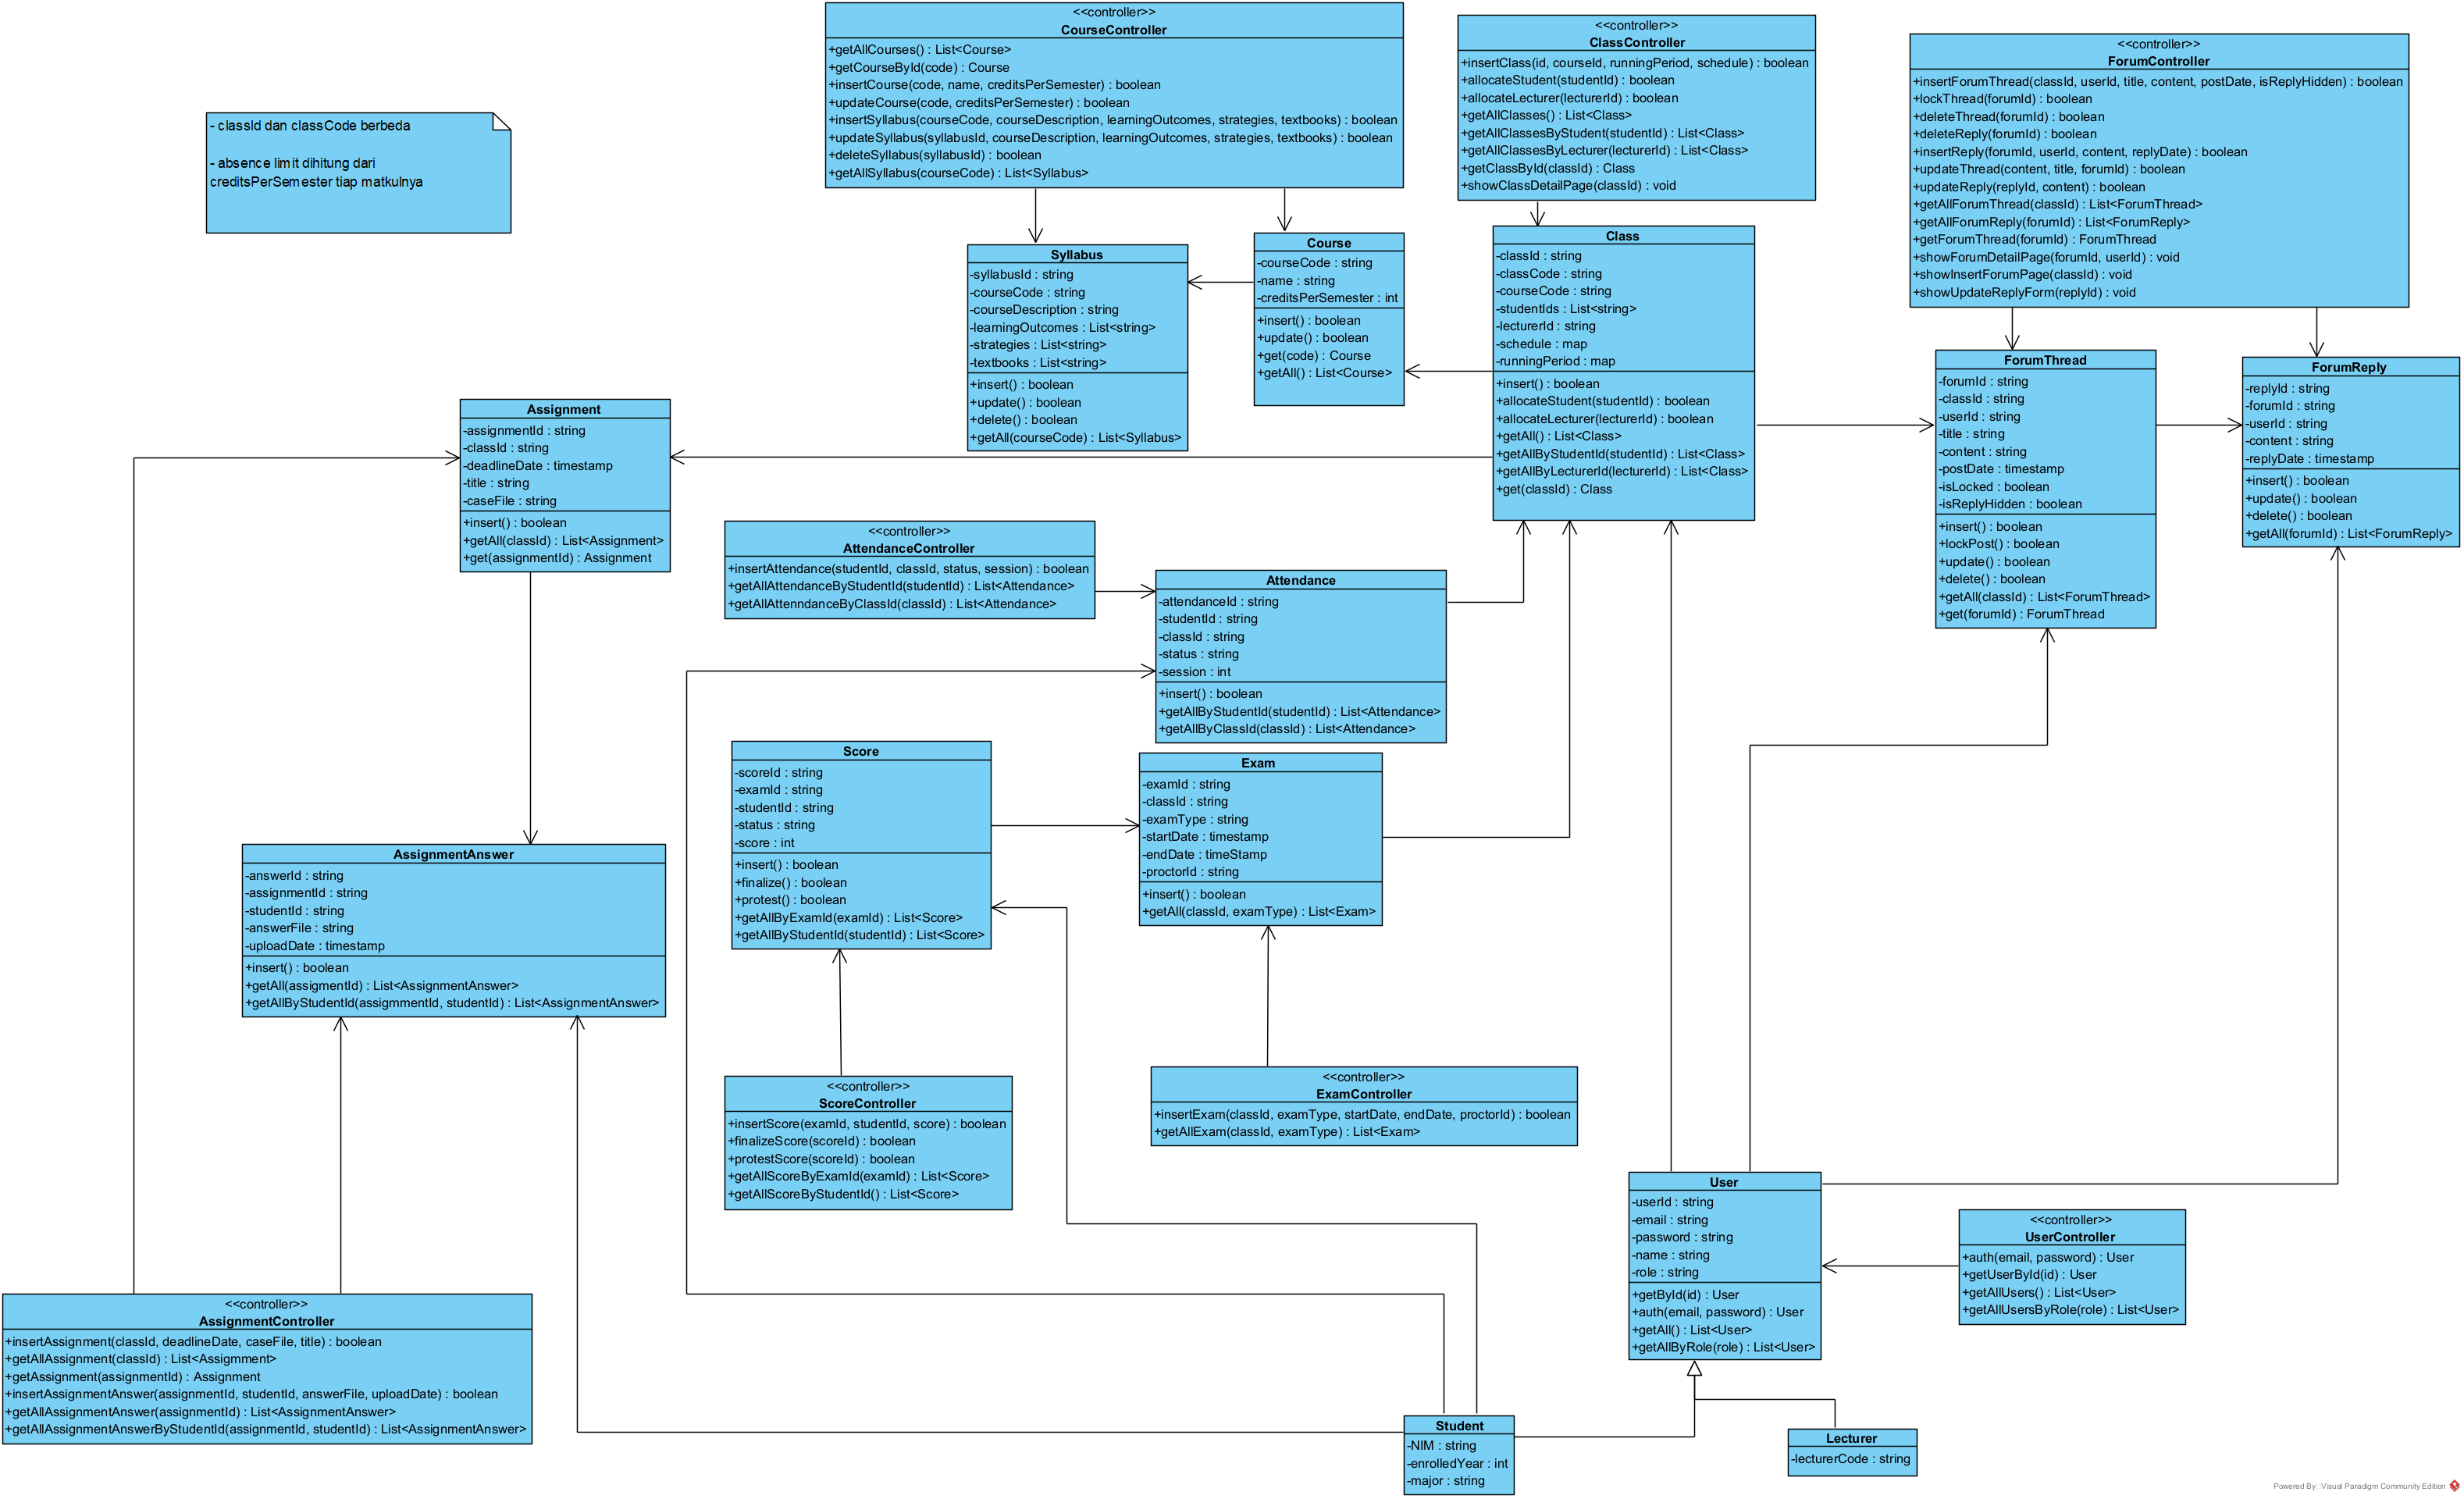 <<controller>>
CourseController
+getAllCourses() : List<Course>
+getCourseById(code) : Course
+insertCourse(code, name, creditsPerSemester) : boolean
+updateCourse(code, creditsPerSemester) : boolean
+insertSyllabus(courseCode, courseDescription, learningOutcomes, strategies, textbooks) : boolean
+updateSyllabus(syllabusId, courseDescription, learningOutcomes, strategies, textbooks) : boolean
+deleteSyllabus(syllabusId) : boolean
+getAllSyllabus(courseCode) : List<Syllabus>
<<controller>>
ClassController
+insertClass(id, courseId, runningPeriod, schedule) : boolean
+allocateStudent(studentId) : boolean
+allocateLecturer(lecturerId) : boolean
+getAllClasses() : List<Class>
+getAllClassesByStudent(studentId) : List<Class>
+getAllClassesByLecturer(lecturerId) : List<Class>
+getClassById(classId) : Class
+showClassDetailPage(classId) : void
<<controller>>
ForumController
+insertForumThread(classId, userId, title, content, postDate, isReplyHidden) : boolean
+lockThread(forumId) : boolean
+deleteThread(forumId) : boolean
+deleteReply(forumId) : boolean
+insertReply(forumId, userId, content, replyDate) : boolean
+updateThread(content, title, forumId) : boolean
+updateReply(replyId, content) : boolean
+getAllForumThread(classId) : List<ForumThread>
+getAllForumReply(forumId) : List<ForumReply>
+getForumThread(forumId) : ForumThread
+showForumDetailPage(forumId, userId) : void
+showInsertForumPage(classId) : void
+showUpdateReplyForm(replyId) : void
- classId dan classCode berbeda
- absence limit dihitung dari
creditsPerSemester tiap matkulnya
Syllabus
-syllabusId : string
-courseCode : string
-courseDescription : string
-learningOutcomes : List<string>
-strategies : List<string>
-textbooks : List<string>
+insert() : boolean
+update() : boolean
+delete() : boolean
+getAll(courseCode) : List<Syllabus>
Course
-courseCode : string
-name : string
-creditsPerSemester : int
+insert() : boolean
+update() : boolean
+get(code) : Course
+getAll() : List<Course>
Class
-classId : string
-classCode : string
-courseCode : string
-studentIds : List<string>
-lecturerId : string
-schedule : map
-runningPeriod : map
+insert() : boolean
+allocateStudent(studentId) : boolean
+allocateLecturer(lecturerId) : boolean
+getAll() : List<Class>
+getAllByStudentId(studentId) : List<Class>
+getAllByLecturerId(lecturerId) : List<Class>
+get(classId) : Class
ForumThread
-forumId : string
-classId : string
-userId : string
-title : string
-content : string
-postDate : timestamp
-isLocked : boolean
-isReplyHidden : boolean
+insert() : boolean
+lockPost() : boolean
+update() : boolean
+delete() : boolean
+getAll(classId) : List<ForumThread>
+get(forumId) : ForumThread
ForumReply
-replyId : string
-forumId : string
-userId : string
-content : string
-replyDate : timestamp
+insert() : boolean
+update() : boolean
+delete() : boolean
+getAll(forumId) : List<ForumReply>
Assignment
-assignmentId : string
-classId : string
-deadlineDate : timestamp
-title : string
-caseFile : string
+insert() : boolean
+getAll(classId) : List<Assignment>
+get(assignmentId) : Assignment
<<controller>>
AttendanceController
+insertAttendance(studentId, classId, status, session) : boolean
+getAllAttendanceByStudentId(studentId) : List<Attendance>
+getAllAttenndanceByClassId(classId) : List<Attendance>
Attendance
-attendanceId : string
-studentId : string
-classId : string
-status : string
-session : int
+insert() : boolean
+getAllByStudentId(studentId) : List<Attendance>
+getAllByClassId(classId) : List<Attendance>
Score
-scoreId : string
-examId : string
-studentId : string
-status : string
-score : int
+insert() : boolean
+finalize() : boolean
+protest() : boolean
+getAllByExamId(examId) : List<Score>
+getAllByStudentId(studentId) : List<Score>
Exam
-examId : string
-classId : string
-examType : string
-startDate : timestamp
-endDate : timeStamp
-proctorId : string
+insert() : boolean
+getAll(classId, examType) : List<Exam>
AssignmentAnswer
-answerId : string
-assignmentId : string
-studentId : string
-answerFile : string
-uploadDate : timestamp
+insert() : boolean
+getAll(assigmentId) : List<AssignmentAnswer>
+getAllByStudentId(assigmmentId, studentId) : List<AssignmentAnswer>
<<controller>>
ScoreController
+insertScore(examId, studentId, score) : boolean
+finalizeScore(scoreId) : boolean
+protestScore(scoreId) : boolean
+getAllScoreByExamId(examId) : List<Score>
+getAllScoreByStudentId() : List<Score>
<<controller>>
ExamController
+insertExam(classId, examType, startDate, endDate, proctorId) : boolean
+getAllExam(classId, examType) : List<Exam>
User
-userId : string
-email : string
-password : string
-name : string
-role : string
+getById(id) : User
+auth(email, password) : User
+getAll() : List<User>
+getAllByRole(role) : List<User>
<<controller>>
UserController
+auth(email, password) : User
+getUserById(id) : User
+getAllUsers() : List<User>
+getAllUsersByRole(role) : List<User>
<<controller>>
AssignmentController
+insertAssignment(classId, deadlineDate, caseFile, title) : boolean
+getAllAssignment(classId) : List<Assigmment>
+getAssignment(assignmentId) : Assignment
+insertAssignmentAnswer(assignmentId, studentId, answerFile, uploadDate) : boolean
+getAllAssignmentAnswer(assignmentId) : List<AssignmentAnswer>
+getAllAssignmentAnswerByStudentId(assignmentId, studentId) : List<AssignmentAnswer>
Student
-NIM : string
-enrolledYear : int
-major : string
Lecturer
-lecturerCode : string
Powered By Visual Paradigm Community Edition